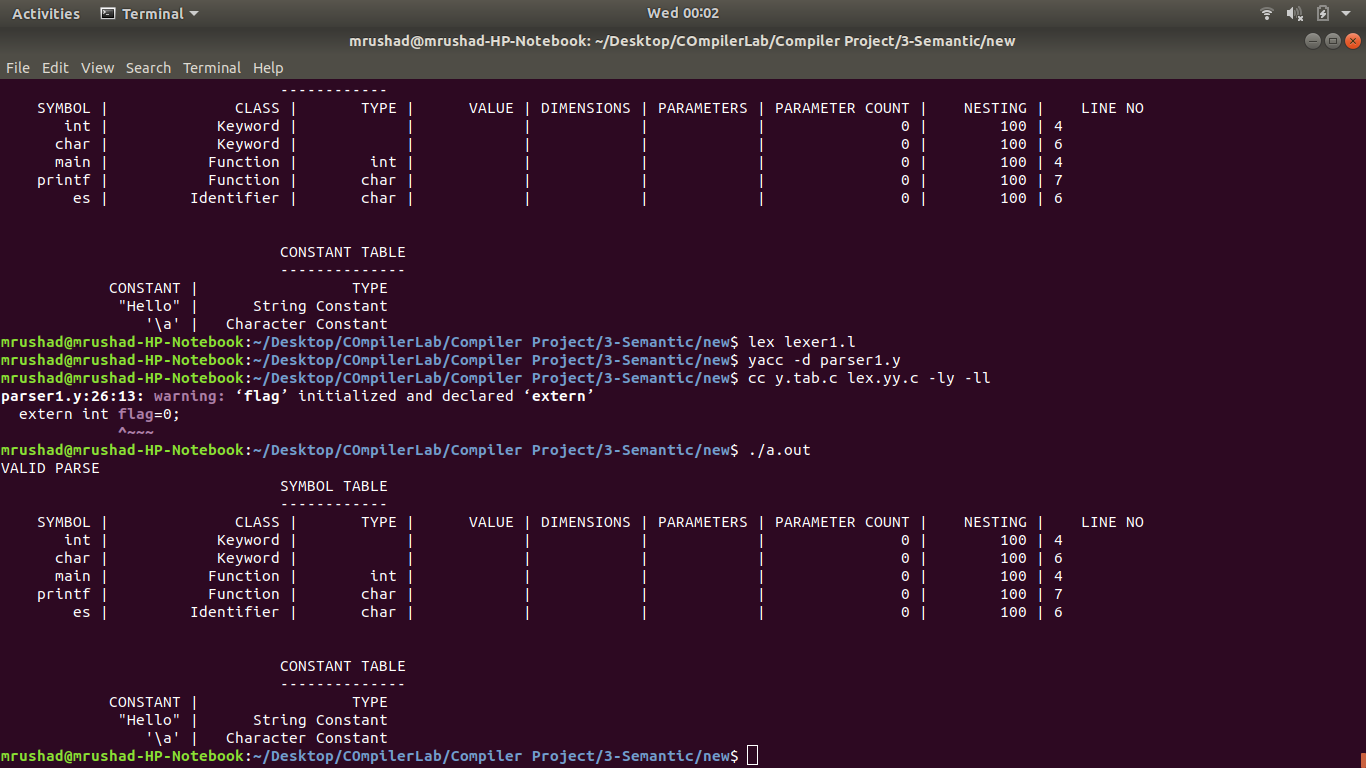 Activities Terminal Wed 00:02
mrushad@mrushad-HP-Notebook: ~/Desktop/COmpilerLab/Compiler Project/3-Semantic/new
File Edit View Search Terminal Help
------------
SYMBOL | CLASS | TYPE | VALUE | DIMENSIONS | PARAMETERS | PARAMETER COUNT | NESTING | LINE NO
int | Keyword | | | | | 0 | 100 | 4
char | Keyword | | | | | 0 | 100 | 6
main | Function | int | | | | 0 | 100 | 4
printf | Function | char | | | | 0 | 100 | 7
es | Identifier | char | | | | 0 | 100 | 6
CONSTANT TABLE
--------------
CONSTANT | TYPE
"Hello" | String Constant
'\a' | Character Constant
mrushad@mrushad-HP-Notebook:~/Desktop/COmpilerLab/Compiler Project/3-Semantic/new$ lex lexer1.l
mrushad@mrushad-HP-Notebook:~/Desktop/COmpilerLab/Compiler Project/3-Semantic/new$ yacc -d parser1.y
mrushad@mrushad-HP-Notebook:~/Desktop/COmpilerLab/Compiler Project/3-Semantic/new$ cc y.tab.c lex.yy.c -ly -ll
parser1.y:26:13: warning: ‘flag’ initialized and declared ‘extern’
extern int flag=0;
^~~~
mrushad@mrushad-HP-Notebook:~/Desktop/COmpilerLab/Compiler Project/3-Semantic/new$ ./a.out
VALID PARSE
SYMBOL TABLE
------------
SYMBOL | CLASS | TYPE | VALUE | DIMENSIONS | PARAMETERS | PARAMETER COUNT | NESTING | LINE NO
int | Keyword | | | | | 0 | 100 | 4
char | Keyword | | | | | 0 | 100 | 6
main | Function | int | | | | 0 | 100 | 4
printf | Function | char | | | | 0 | 100 | 7
es | Identifier | char | | | | 0 | 100 | 6
CONSTANT TABLE
--------------
CONSTANT | TYPE
"Hello" | String Constant
'\a' | Character Constant
mrushad@mrushad-HP-Notebook:~/Desktop/COmpilerLab/Compiler Project/3-Semantic/new$